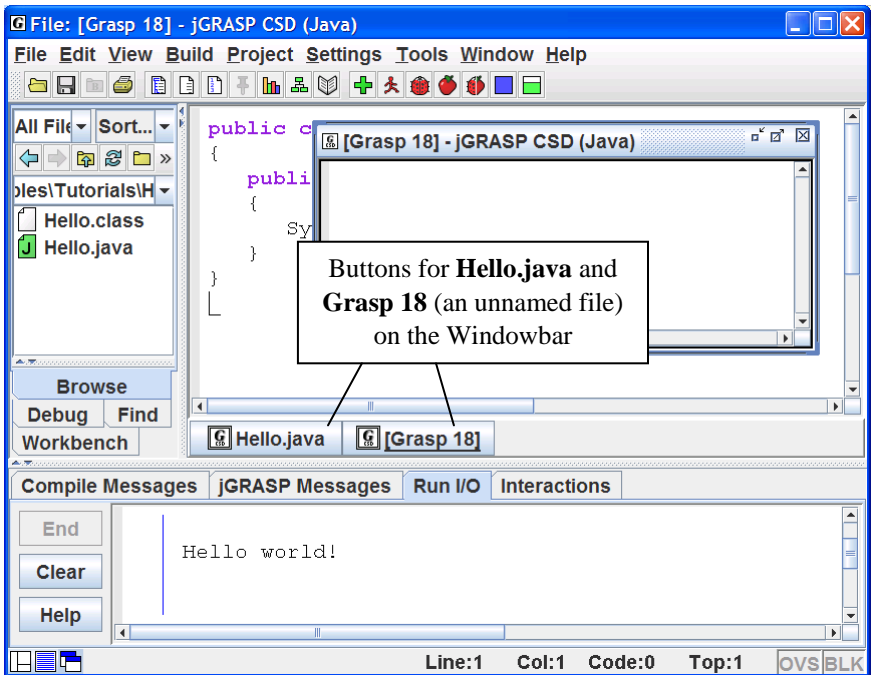 File: [Grasp 18] - jGRASP CSD (Java)
File Edit View Build Project Settings Tools Window Help
All File Sort...
ples\Tutorials\H
Hello.class
Hello.java
Browse
Debug Find
Workbench
public c
{
publi
{
Sy
}
}
[Grasp 18] - jGRASP CSD (Java)
Buttons for Hello.java and
Grasp 18 (an unnamed file)
on the Windowbar
Hello.java [Grasp 18]
Compile Messages jGRASP Messages Run I/O Interactions
End
Clear
Help
Hello world!
Line:1 Col:1 Code:0 Top:1 OVS BLK